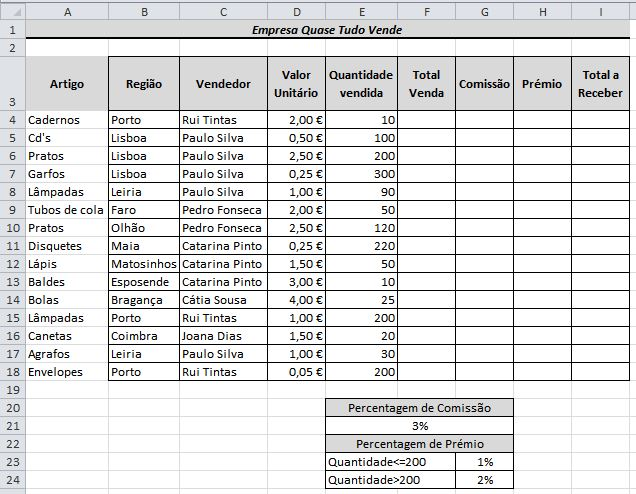 A B C D E F G H I
1 Empresa Quase Tudo Vende
2
3 Artigo Região Vendedor Valor Unitário Quantidade vendida Total Venda Comissão Prémio Total a Receber
4 Cadernos Porto Rui Tintas 2,00 € 10
5 Cd's Lisboa Paulo Silva 0,50 € 100
6 Pratos Lisboa Paulo Silva 2,50 € 200
7 Garfos Lisboa Paulo Silva 0,25 € 300
8 Lâmpadas Leiria Paulo Silva 1,00 € 90
9 Tubos de cola Faro Pedro Fonseca 2,00 € 50
10 Pratos Olhão Pedro Fonseca 2,50 € 120
11 Disquetes Maia Catarina Pinto 0,25 € 220
12 Lápis Matosinhos Catarina Pinto 1,50 € 50
13 Baldes Esposende Catarina Pinto 3,00 € 10
14 Bolas Bragança Cátia Sousa 4,00 € 25
15 Lâmpadas Porto Rui Tintas 1,00 € 200
16 Canetas Coimbra Joana Dias 1,50 € 20
17 Agrafos Leiria Paulo Silva 1,00 € 30
18 Envelopes Porto Rui Tintas 0,05 € 200
19
20 Percentagem de Comissão
21 3%
22 Percentagem de Prémio
23 Quantidade<=200 1%
24 Quantidade>200 2%